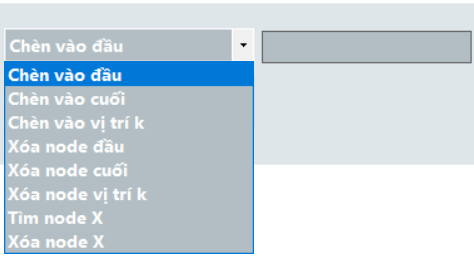 Chèn vào đầu
Chèn vào đầu
Chèn vào cuối
Chèn vào vị trí k
Xóa node đầu
Xóa node cuối
Xóa node vị trí k
Tìm node X
Xóa node X